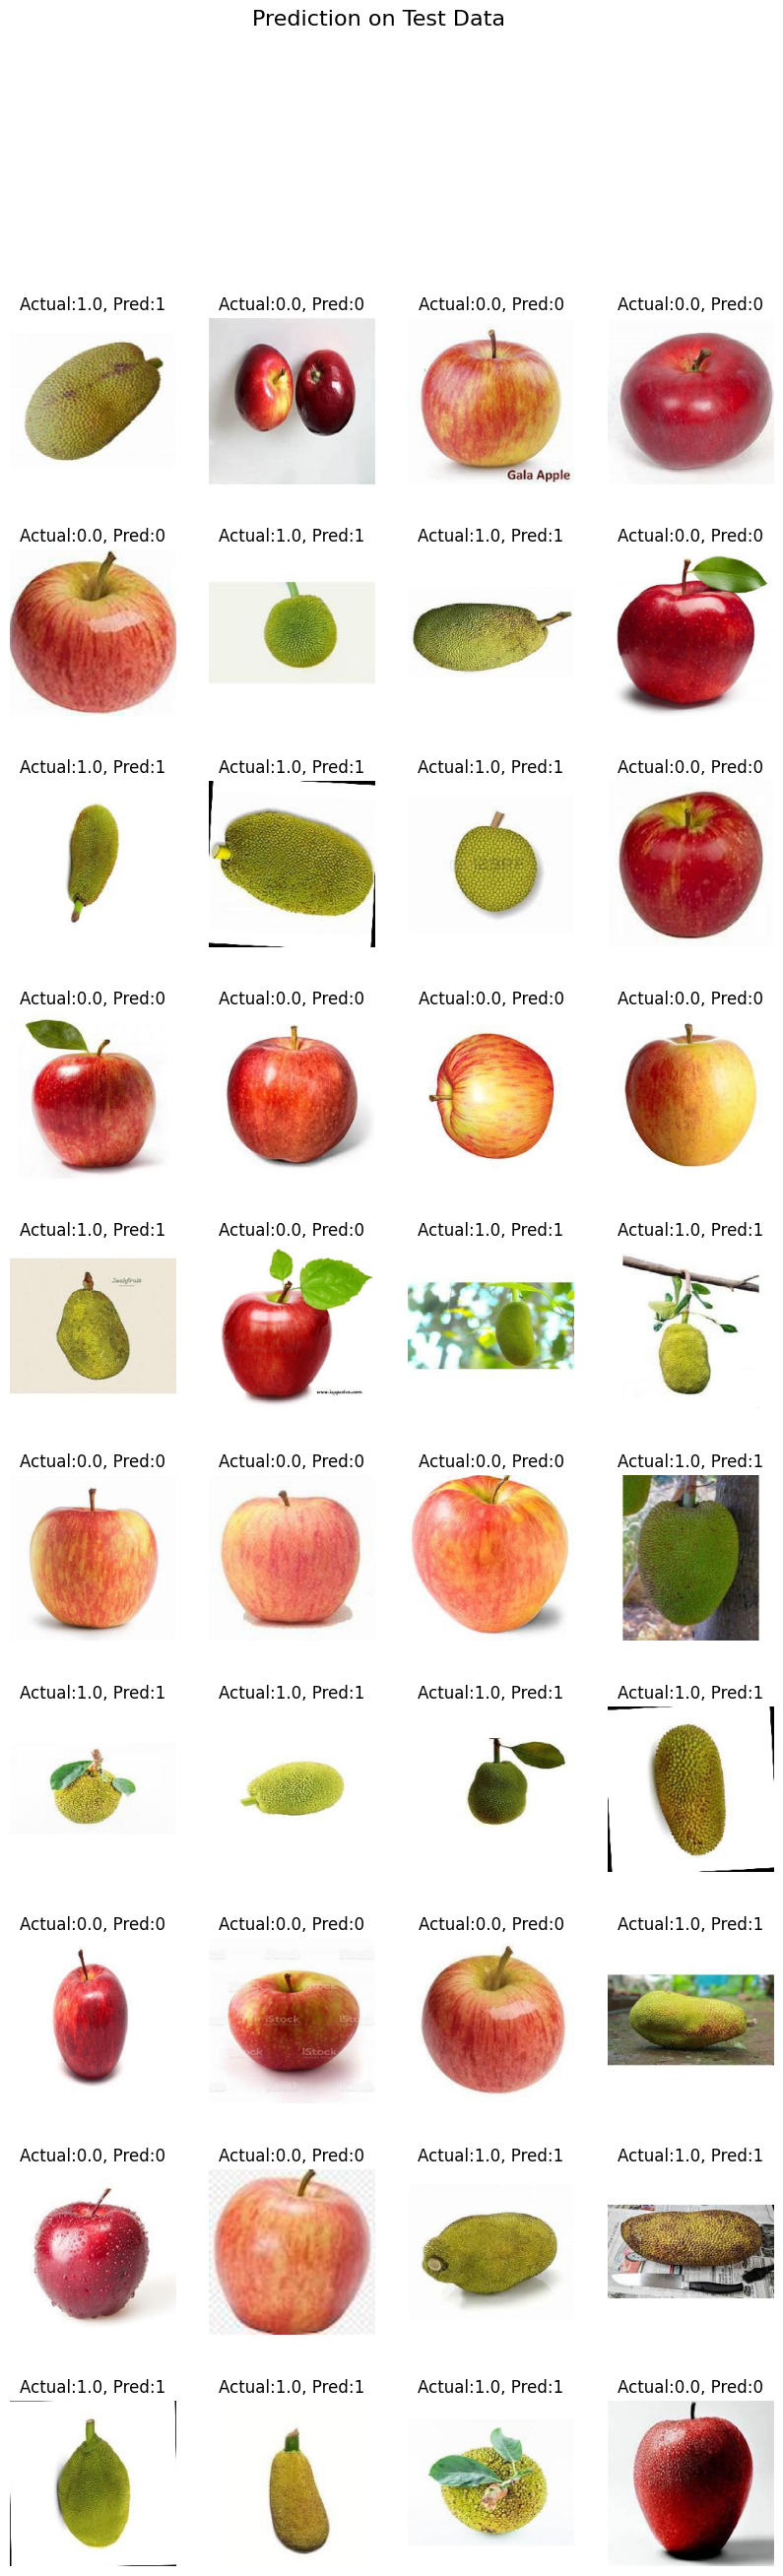 Prediction on Test Data
Actual:1.0, Pred:1 Actual:0.0, Pred:0 Actual:0.0, Pred:0 Actual:0.0, Pred:0
Gala Apple
Actual:0.0, Pred:0 Actual:1.0, Pred:1 Actual:1.0, Pred:1 Actual:0.0, Pred:0
Actual:1.0, Pred:1 Actual:1.0, Pred:1 Actual:1.0, Pred:1 Actual:0.0, Pred:0
Actual:0.0, Pred:0 Actual:0.0, Pred:0 Actual:0.0, Pred:0 Actual:0.0, Pred:0
Actual:1.0, Pred:1 Actual:0.0, Pred:0 Actual:1.0, Pred:1 Actual:1.0, Pred:1
Jackfruit
Actual:0.0, Pred:0 Actual:0.0, Pred:0 Actual:0.0, Pred:0 Actual:1.0, Pred:1
Actual:1.0, Pred:1 Actual:1.0, Pred:1 Actual:1.0, Pred:1 Actual:1.0, Pred:1
Actual:0.0, Pred:0 Actual:0.0, Pred:0 Actual:0.0, Pred:0 Actual:1.0, Pred:1
iStock
iStock
Actual:0.0, Pred:0 Actual:0.0, Pred:0 Actual:1.0, Pred:1 Actual:1.0, Pred:1
Actual:1.0, Pred:1 Actual:1.0, Pred:1 Actual:1.0, Pred:1 Actual:0.0, Pred:0